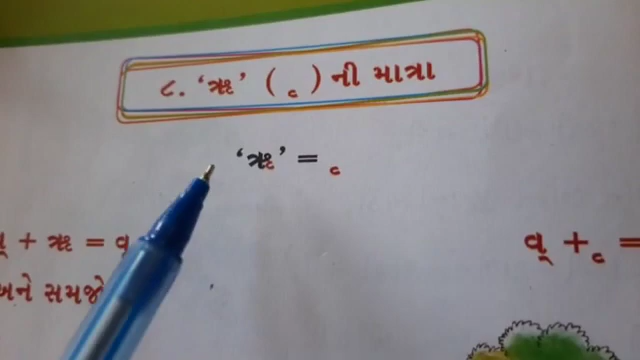 ૮. ‘ઋ’ ( ૃ ) ની માત્રા
‘ઋ’ = ૃ
વ્ + ઋ = વૃ
વ્ + ૃ =
અને સમજો